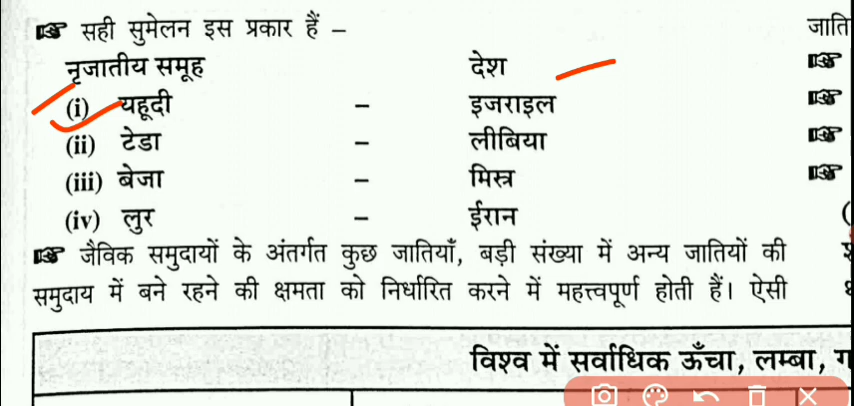 ☞ सही सुमेलन इस प्रकार हैं –
नृजातीय समूह देश
(i) यहूदी – इजराइल
(ii) टेडा – लीबिया
(iii) बेजा – मिस्र
(iv) लुर – ईरान
☞ जैविक समुदायों के अंतर्गत कुछ जातियाँ, बड़ी संख्या में अन्य जातियों की
समुदाय में बने रहने की क्षमता को निर्धारित करने में महत्त्वपूर्ण होती हैं। ऐसी
विश्व में सर्वाधिक ऊँचा, लम्बा,
जाति